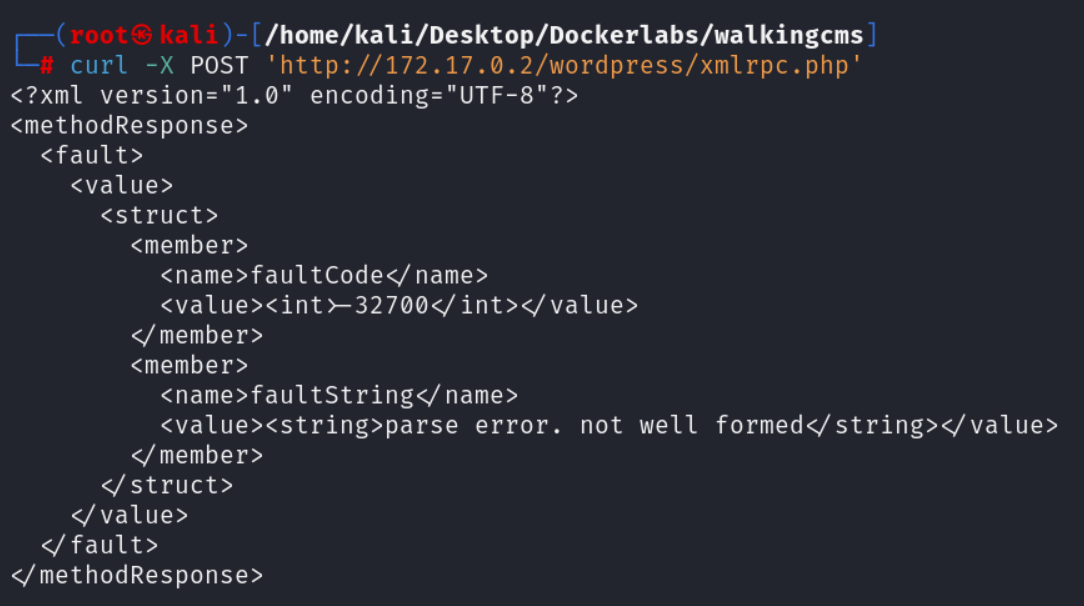 ┌──(root㉿kali)-[/home/kali/Desktop/Dockerlabs/walkingcms]
└─# curl -X POST 'http://172.17.0.2/wordpress/xmlrpc.php'
<?xml version="1.0" encoding="UTF-8"?>
<methodResponse>
  <fault>
    <value>
      <struct>
        <member>
          <name>faultCode</name>
          <value><int>-32700</int></value>
        </member>
        <member>
          <name>faultString</name>
          <value><string>parse error. not well formed</string></value>
        </member>
      </struct>
    </value>
  </fault>
</methodResponse>